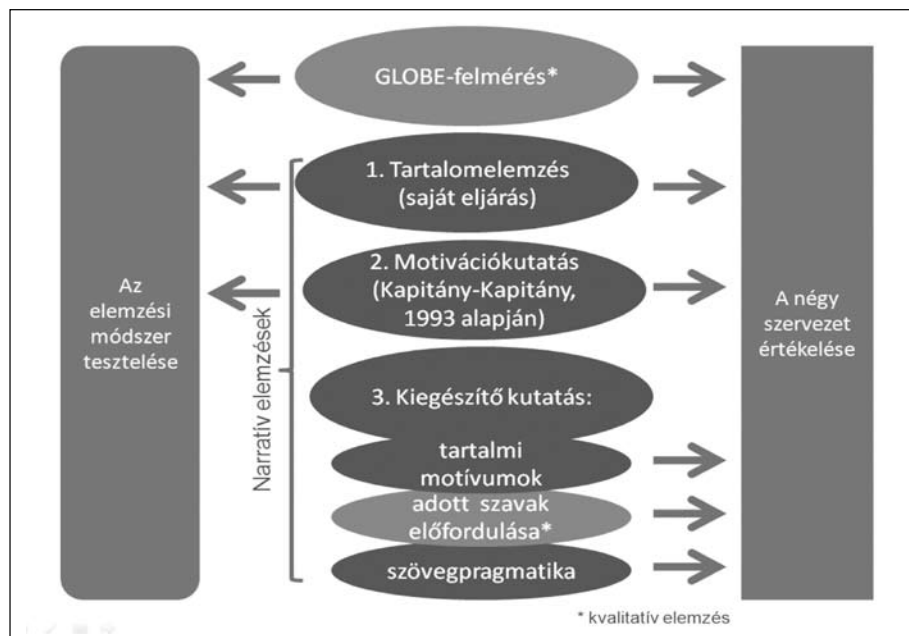 GLOBE-felmérés*
1. Tartalomelemzés
(saját eljárás)
2. Motivációkutatás
(Kapitány-Kapitány,
1993 alapján)
3. Kiegészítő kutatás:
tartalmi
motívumok
adott szavak
előfordulása*
szövegpragmatika
Az
elemzési
módszer
tesztelése
Narratív elemzések
A négy
szervezet
értékelése
* kvalitatív elemzés